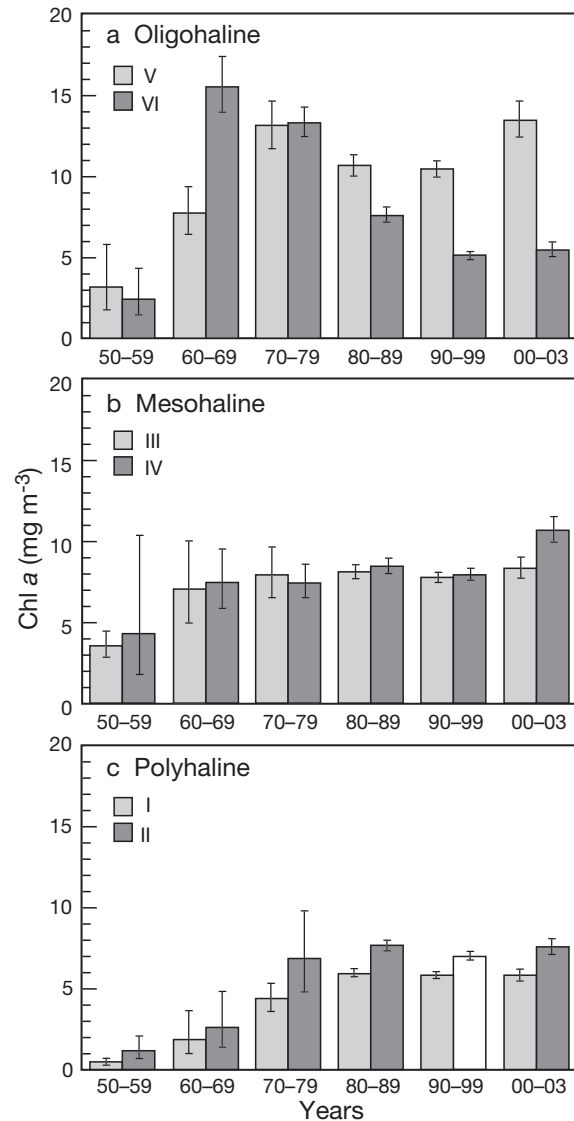 a Oligohaline
V
VI
20
15
10
5
0
50–59 60–69 70–79 80–89 90–99 00–03
b Mesohaline
III
IV
20
15
10
5
0
50–59 60–69 70–79 80–89 90–99 00–03
Chl a (mg m-3)
c Polyhaline
I
II
20
15
10
5
0
50–59 60–69 70–79 80–89 90–99 00–03
Years